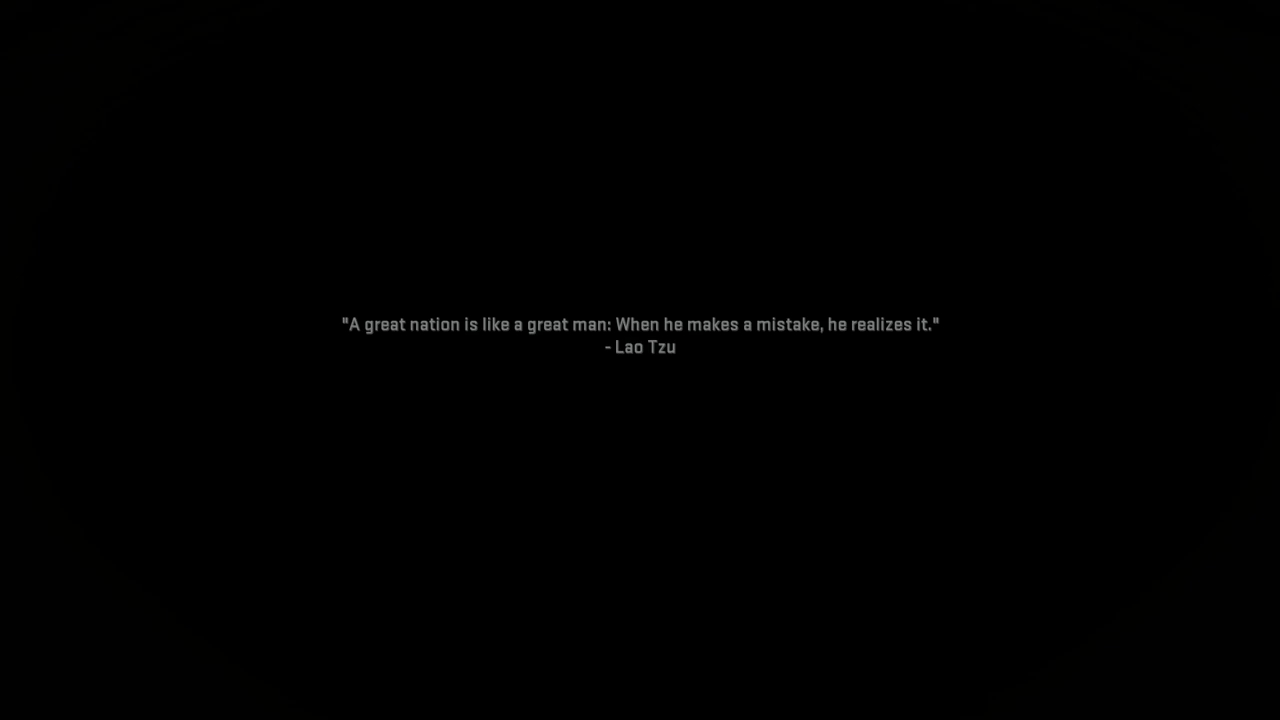 "A great nation is like a great man: When he makes a mistake, he realizes it."
- Lao Tzu